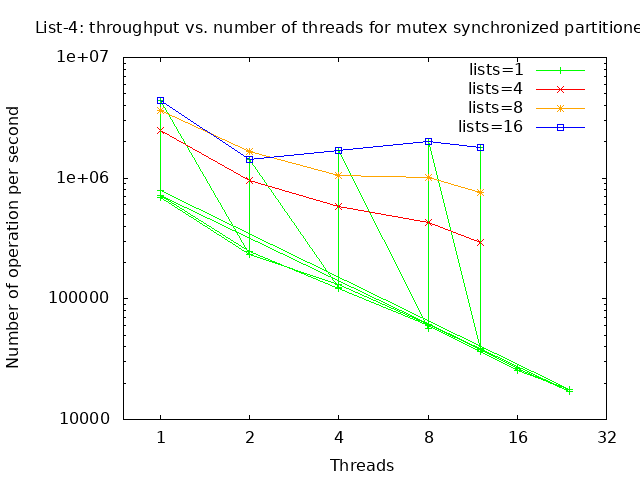 List-4: throughput vs. number of threads for mutex synchronized partitione
1e+07
1e+06
100000
10000
Number of operation per second
lists=1
lists=4
lists=8
lists=16
1 2 4 8 16 32
Threads